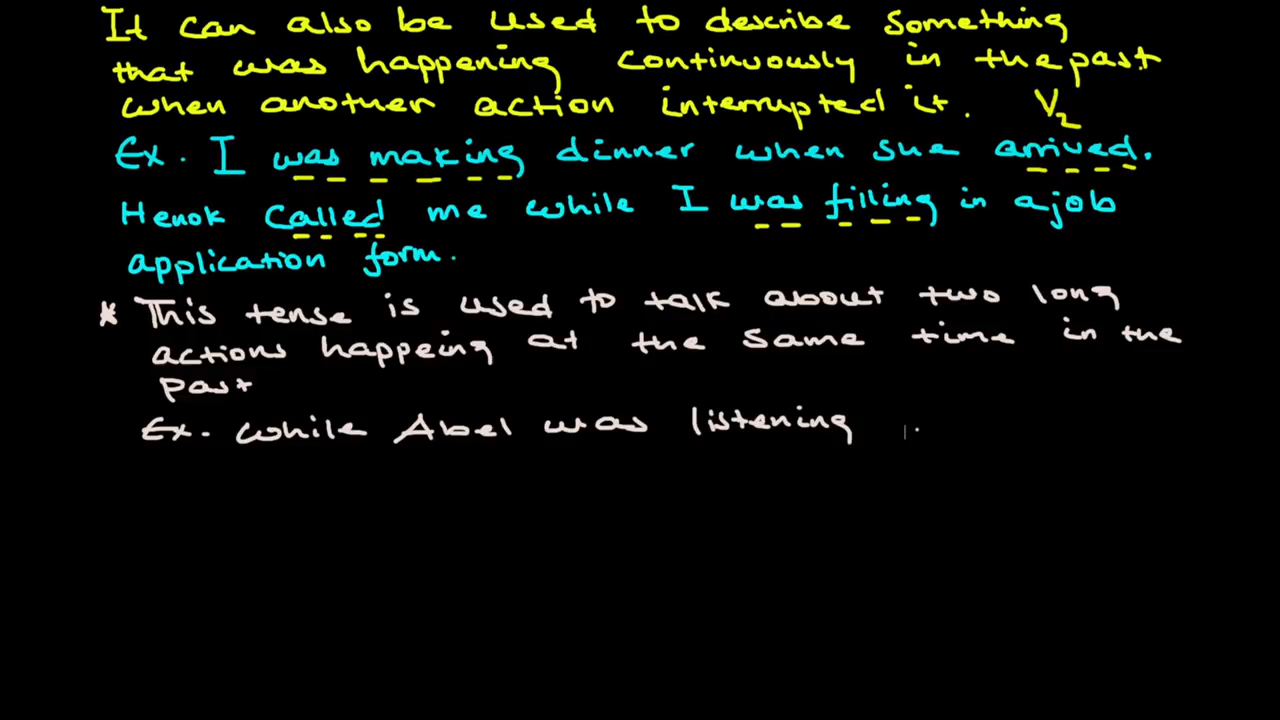 It can also be used to describe something
that was happening continuously in the past
when another action interrupted it. V2
Ex. I was making dinner when she arrived.
Henok called me while I was filling in a job
application form.
* This tense is used to talk about two long
actions happeing at the same time in the
past
Ex. while Abel was listening